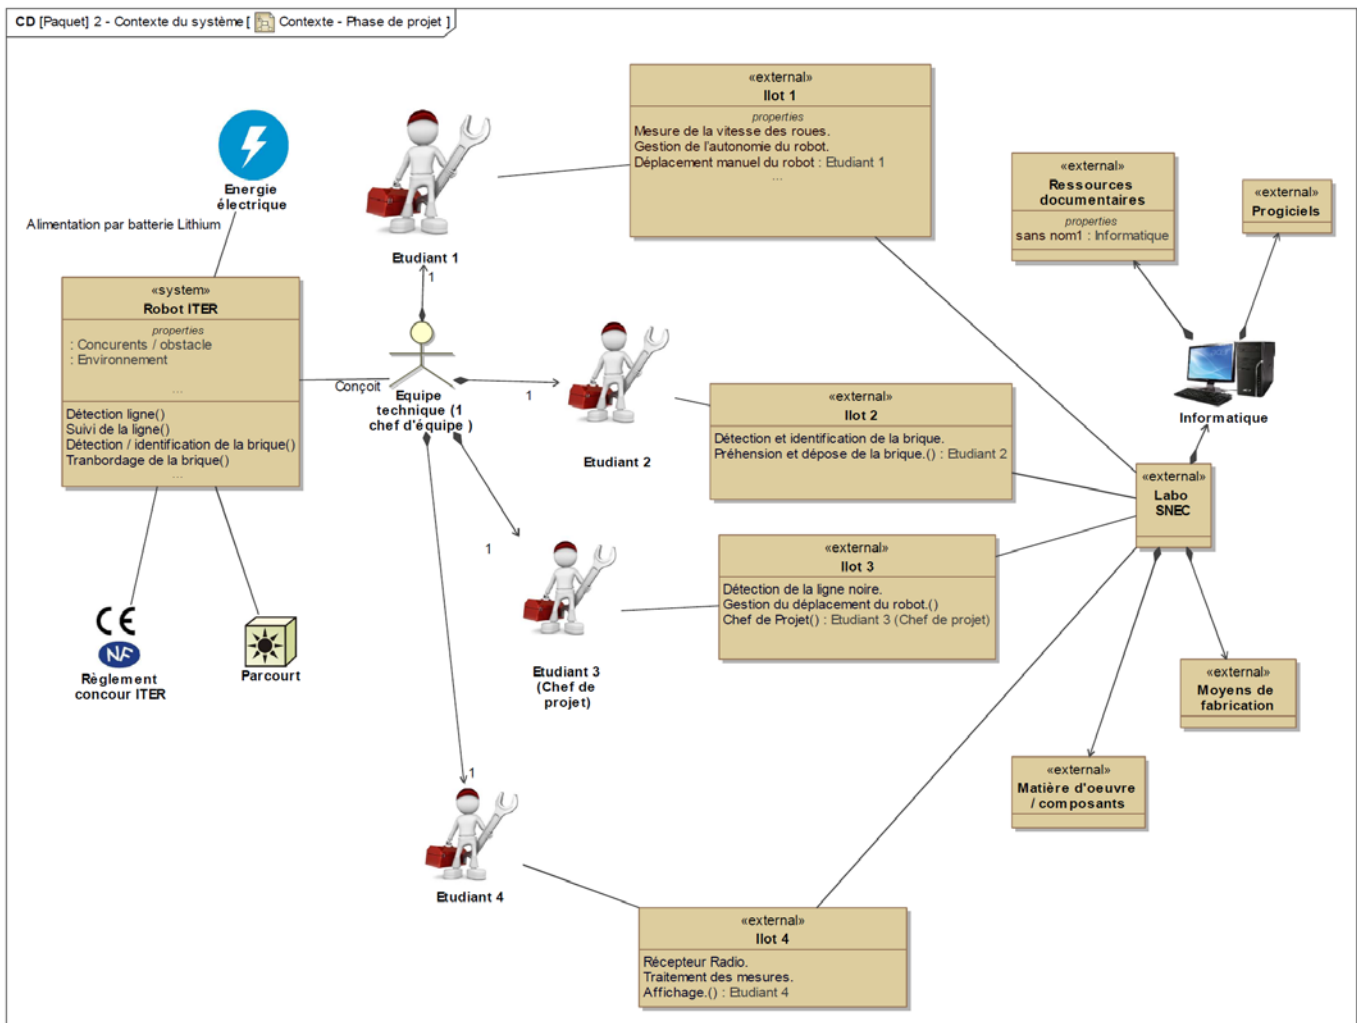 CD [Paquet] 2 - Contexte du système [ Contexte - Phase de projet ]
Energie
électrique
Alimentation par batterie Lithium
«system»
Robot ITER
properties
: Concurents / obstacle
: Environnement
...
Détection ligne()
Suivi de la ligne()
Détection / identification de la brique()
Tranbordage de la brique()
...
CE
NF
Règlement
concour ITER
Parcourt
Conçoit
Equipe
technique (1
chef d'équipe )
Etudiant 1
1
1
Etudiant 2
1
Etudiant 3
(Chef de
projet)
1
Etudiant 4
«external»
Ilot 1
properties
Mesure de la vitesse des roues.
Gestion de l'autonomie du robot.
Déplacement manuel du robot : Etudiant 1
...
«external»
Ilot 2
Détection et identification de la brique.
Préhension et dépose de la brique.() : Etudiant 2
«external»
Ilot 3
Détection de la ligne noire.
Gestion du déplacement du robot.()
Chef de Projet() : Etudiant 3 (Chef de projet)
«external»
Ilot 4
Récepteur Radio.
Traitement des mesures.
Affichage.() : Etudiant 4
«external»
Ressources
documentaires
properties
sans nom1 : Informatique
«external»
Progiciels
Informatique
«external»
Labo
SNEC
«external»
Moyens de
fabrication
«external»
Matière d'oeuvre
/ composants